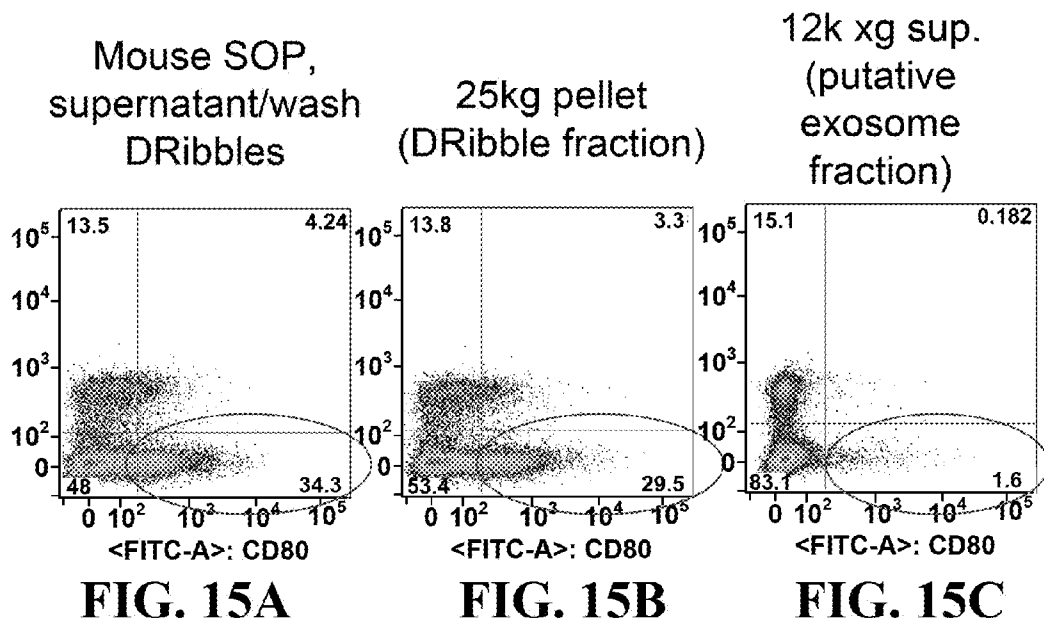 Mouse SOP,
supernatant/wash
DRibbles
25kg pellet
(DRibble fraction)
12k xg sup.
(putative
exosome
fraction)
13.5 4.24
10⁵
10⁴
10³
10²
0
48 34.3
0 10² 10³ 10⁴ 10⁵
<FITC-A>: CD80
FIG. 15A
13.8 3.3
10⁵
10⁴
10³
10²
0
53.4 29.5
0 10² 10³ 10⁴ 10⁵
<FITC-A>: CD80
FIG. 15B
15.1 0.182
10⁵
10⁴
10³
10²
0
83.1 1.6
0 10² 10³ 10⁴ 10⁵
<FITC-A>: CD80
FIG. 15C